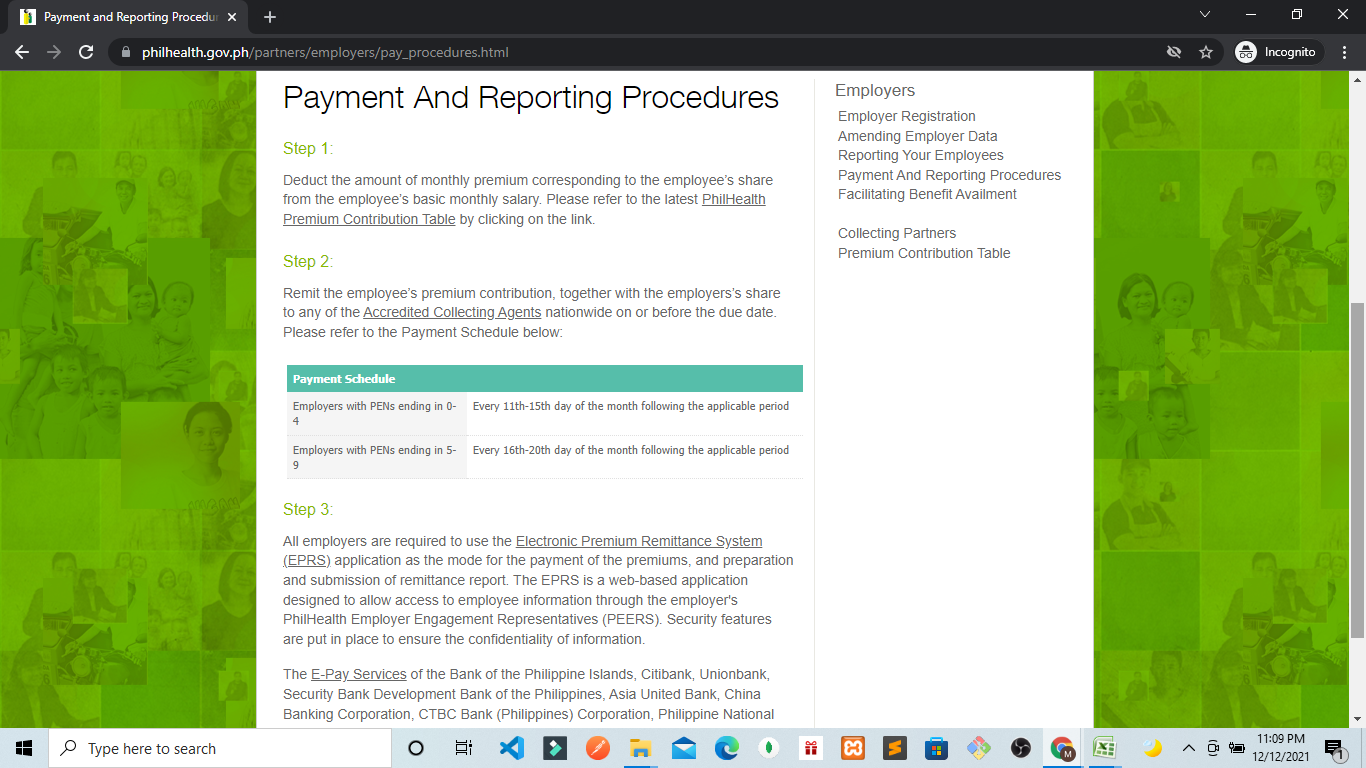 Payment and Reporting Procedur
philhealth.gov.ph/partners/employers/pay_procedures.html
Incognito
Payment And Reporting Procedures
Step 1:
Deduct the amount of monthly premium corresponding to the employee’s share
from the employee’s basic monthly salary. Please refer to the latest PhilHealth
Premium Contribution Table by clicking on the link.
Step 2:
Remit the employee’s premium contribution, together with the employers’s share
to any of the Accredited Collecting Agents nationwide on or before the due date.
Please refer to the Payment Schedule below:
Payment Schedule
Employers with PENs ending in 0-
4
Every 11th-15th day of the month following the applicable period
Employers with PENs ending in 5-
9
Every 16th-20th day of the month following the applicable period
Step 3:
All employers are required to use the Electronic Premium Remittance System
(EPRS) application as the mode for the payment of the premiums, and preparation
and submission of remittance report. The EPRS is a web-based application
designed to allow access to employee information through the employer's
PhilHealth Employer Engagement Representatives (PEERS). Security features
are put in place to ensure the confidentiality of information.
The E-Pay Services of the Bank of the Philippine Islands, Citibank, Unionbank,
Security Bank Development Bank of the Philippines, Asia United Bank, China
Banking Corporation, CTBC Bank (Philippines) Corporation, Philippine National
Employers
Employer Registration
Amending Employer Data
Reporting Your Employees
Payment And Reporting Procedures
Facilitating Benefit Availment
Collecting Partners
Premium Contribution Table
Type here to search
M
11:09 PM
12/12/2021
1